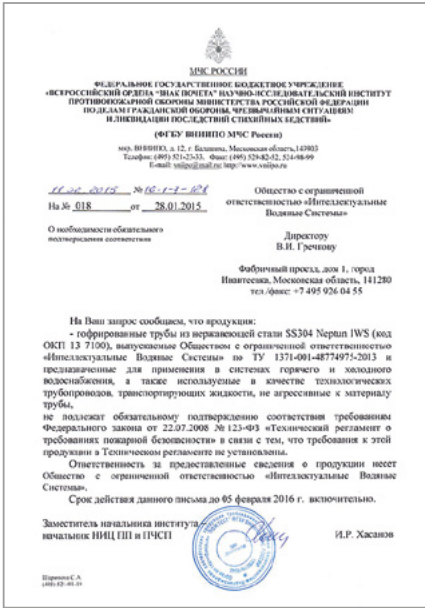 МЧС РОССИИ
ФЕДЕРАЛЬНОЕ ГОСУДАРСТВЕННОЕ БЮДЖЕТНОЕ УЧРЕЖДЕНИЕ
«ВСЕРОССИЙСКИЙ ОРДЕНА "ЗНАК ПОЧЕТА" НАУЧНО-ИССЛЕДОВАТЕЛЬСКИЙ ИНСТИТУТ
ПРОТИВОПОЖАРНОЙ ОБОРОНЫ МИНИСТЕРСТВА РОССИЙСКОЙ ФЕДЕРАЦИИ
ПО ДЕЛАМ ГРАЖДАНСКОЙ ОБОРОНЫ, ЧРЕЗВЫЧАЙНЫМ СИТУАЦИЯМ
И ЛИКВИДАЦИИ ПОСЛЕДСТВИЙ СТИХИЙНЫХ БЕДСТВИЙ»
(ФГБУ ВНИИПО МЧС России)
мкр. ВНИИПО, д. 12, г. Балашиха, Московская область, 143903
Телефон: (495) 521-23-33, Факс: (495) 529-82-52, 524-98-99
E-mail: vniipo@mail.ru; http://www.vniipo.ru
На № 018 от 28.01.2015
О необходимости обязательного
подтверждения соответствия
Общество с ограниченной
ответственностью «Интеллектуальные
Водяные Системы»
Директору
В.И. Гречкову
Фабричный проезд, дом 1, город
Ивантеевка, Московская область, 141280
тел./факс: +7 495 926 04 55
На Ваш запрос сообщаем, что продукция:
- гофрированные трубы из нержавеющей стали SS304 Neptun IWS (код
ОКП 13 7100), выпускаемые Обществом с ограниченной ответственностью
«Интеллектуальные Водяные Системы» по ТУ 1371-001-48774975-2013 и
предназначенные для применения в системах горячего и холодного
водоснабжения, а также используемые в качестве технологических
трубопроводов, транспортирующих жидкости, не агрессивные к материалу
трубы,
не подлежат обязательному подтверждению соответствия требованиям
Федерального закона от 22.07.2008 № 123-ФЗ «Технический регламент о
требованиях пожарной безопасности» в связи с тем, что требования к этой
продукции в Техническом регламенте не установлены.
Ответственность за предоставленные сведения о продукции несет
Общество с ограниченной ответственностью «Интеллектуальные Водяные
Системы».
Срок действия данного письма до 05 февраля 2016 г. включительно.
Заместитель начальника института –
начальник НИЦ ПП и ПЧСП
И.Р. Хасанов